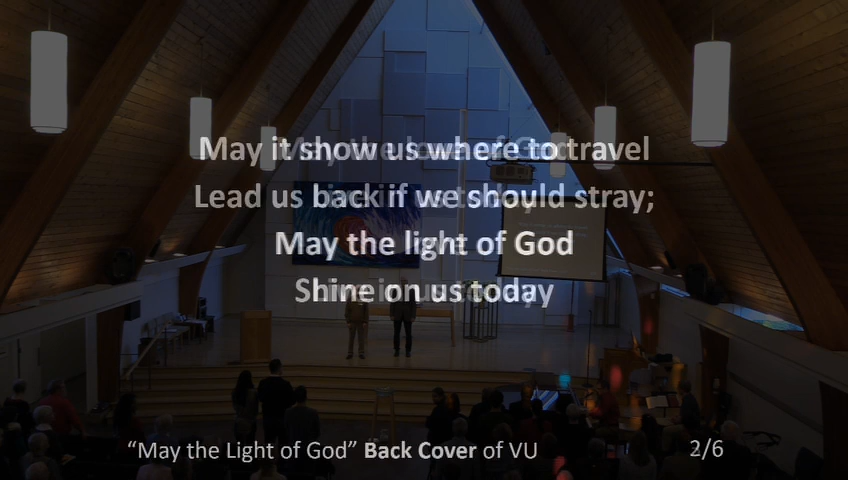 May it show us where to travel
Lead us back if we should stray;
May the light of God
Shine on us today
“May the Light of God” Back Cover of VU
2/6